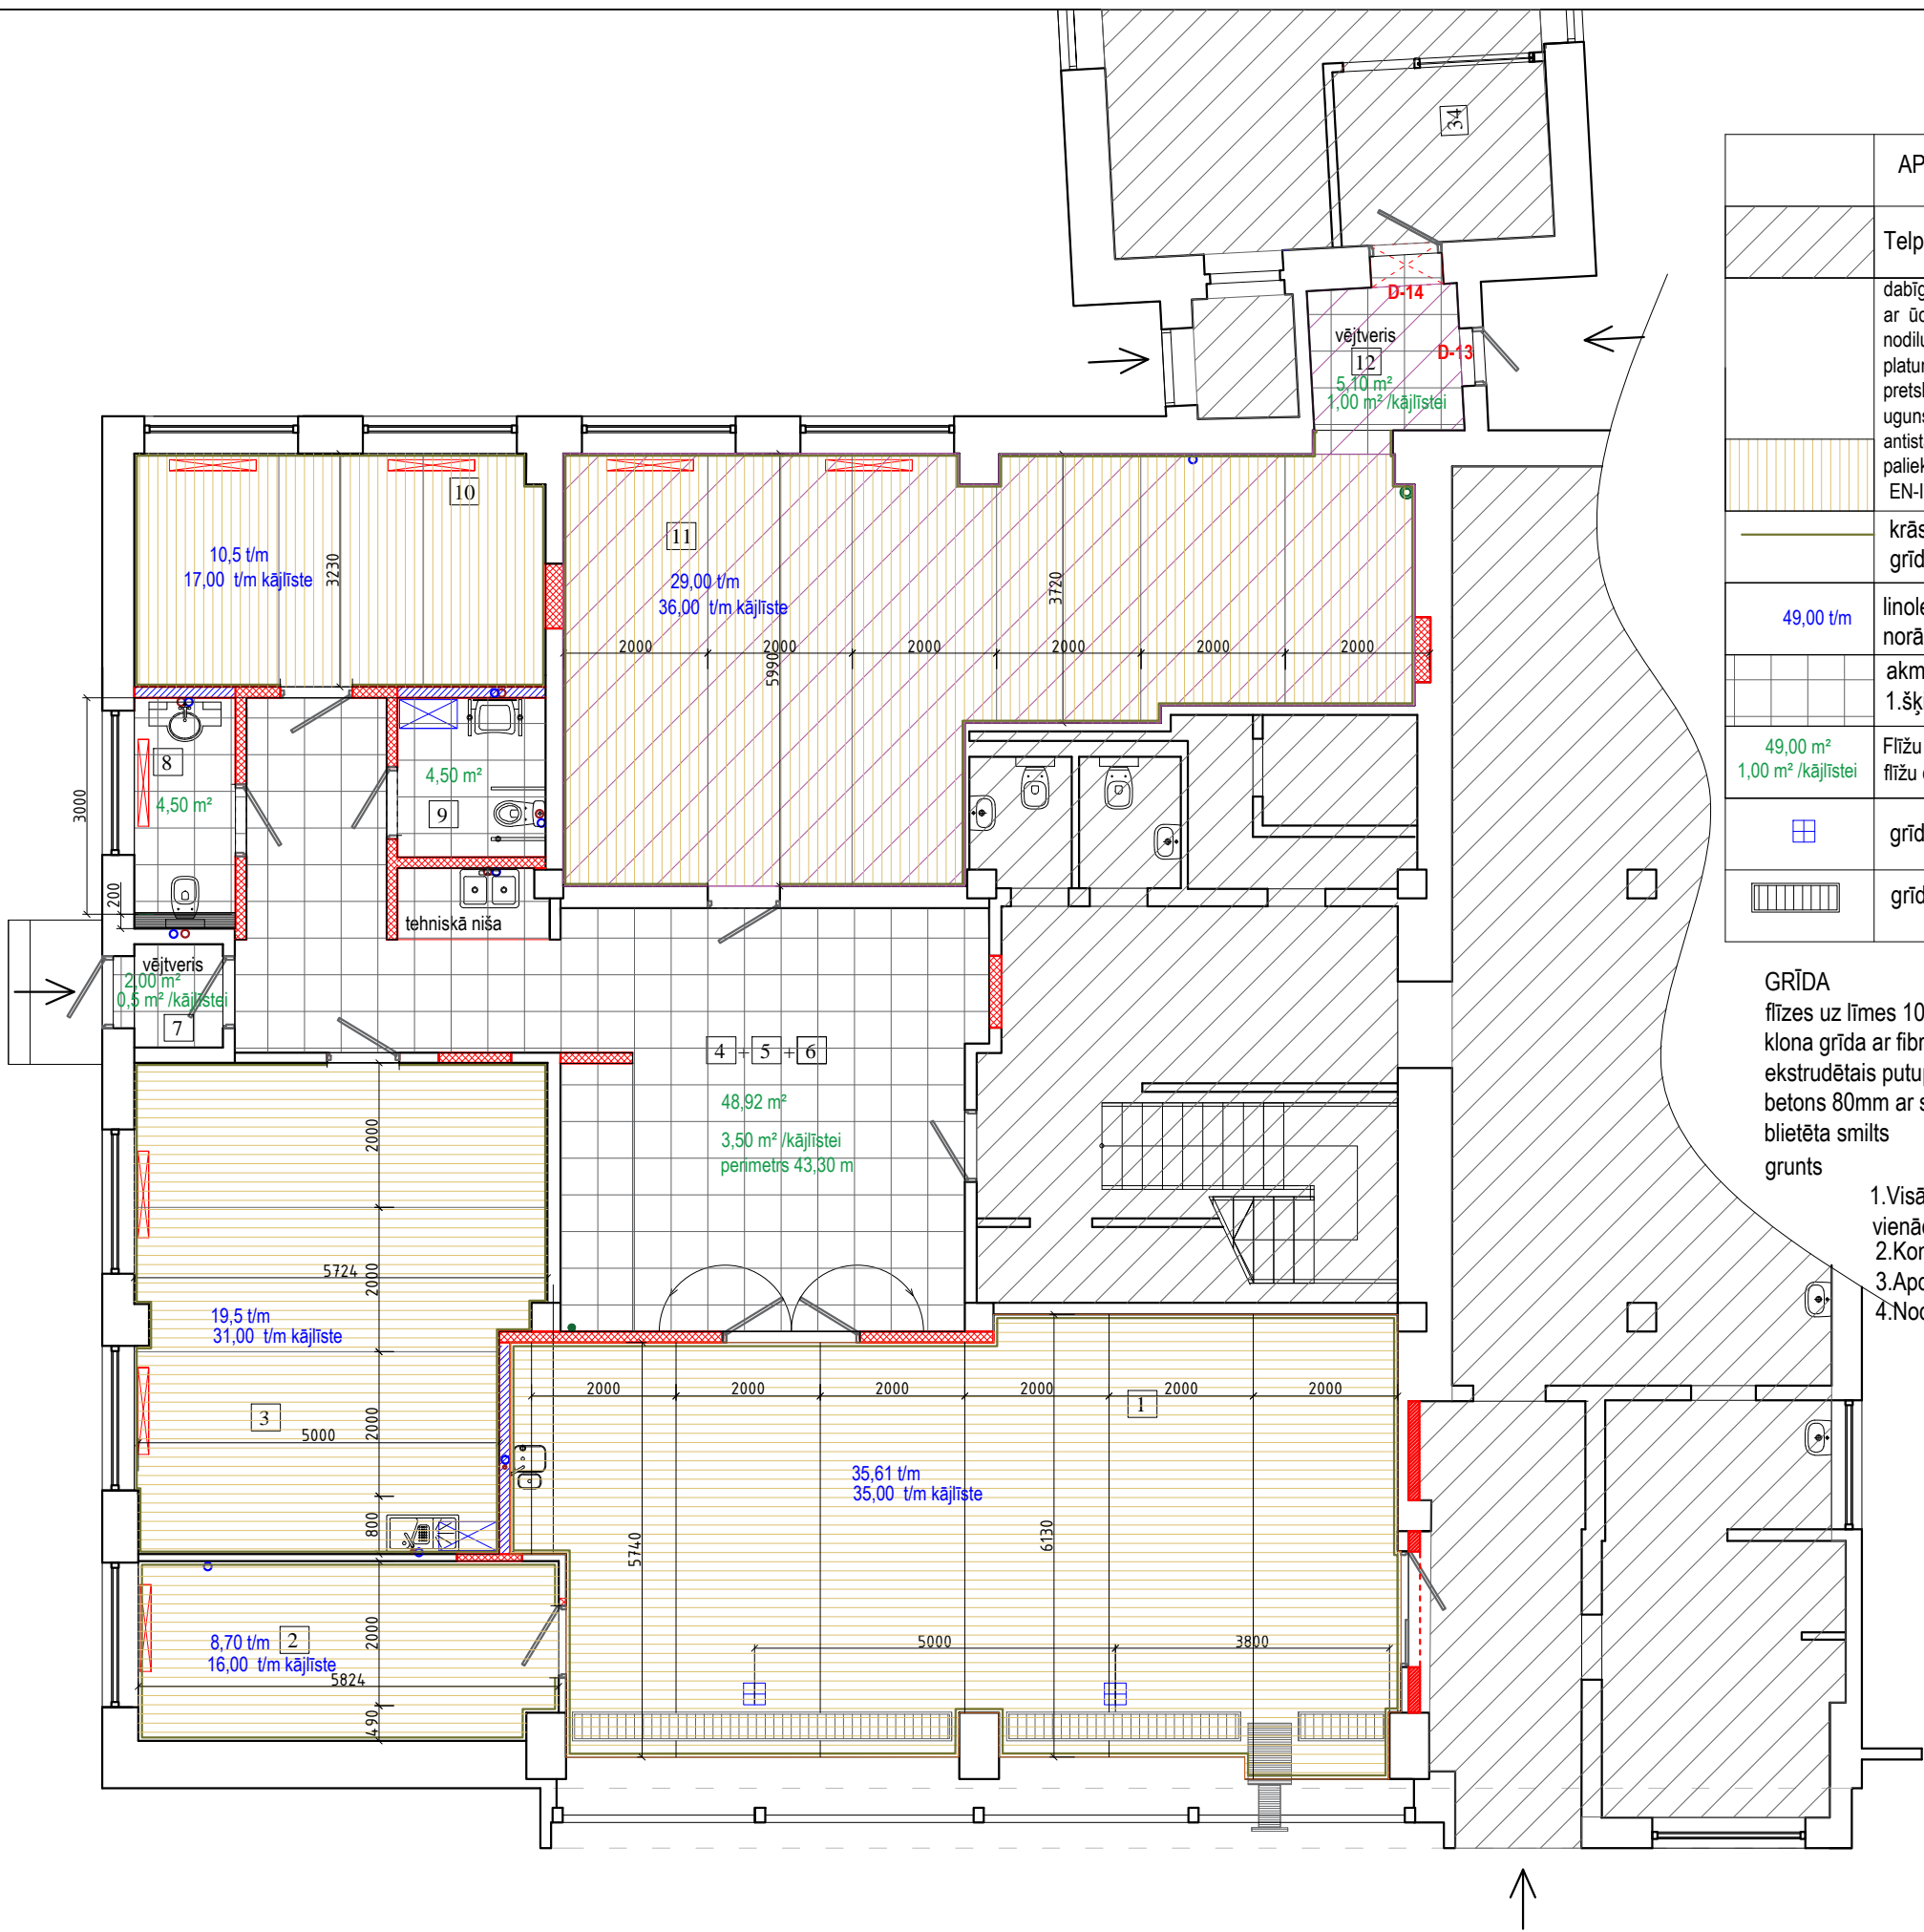 34
D-14
vējtveris
12
D-13
5,10 m²
1,00 m² /kājlīstei
10
10,5 t/m
17,00 t/m kājlīste
3230
11
29,00 t/m
36,00 t/m kājlīste
3720
2000
2000
2000
2000
2000
2000
5990
8
4,50 m²
3000
200
4,50 m²
9
tehniskā niša
vējtveris
2,00 m²
0,5 m² /kājlīstei
7
4 + 5 + 6
48,92 m²
3,50 m² /kājlīstei
perimetrs 43,30 m
2000
5724
2000
19,5 t/m
31,00 t/m kājlīste
3
5000
2000
800
2000
2000
2000
2000
2000
2000
1
35,61 t/m
35,00 t/m kājlīste
5740
6130
8,70 t/m
2
16,00 t/m kājlīste
2000
5824
490
5000
3800
AP
Telp
dabīg
ar ūd
nodilu
platur
pretsl
uguns
antist
paliek
EN-I
krās
grīd
49,00 t/m
linole
norā
akm
1.šķ
49,00 m²
1,00 m² /kājlīstei
Flīžu
flīžu
grīd
grīd
GRĪDA
flīzes uz līmes 10
klona grīda ar fibr
ekstrudētais putu
betons 80mm ar s
blietēta smilts
grunts
1.Visā
vienād
2.Kor
3.Apd
4.Nod